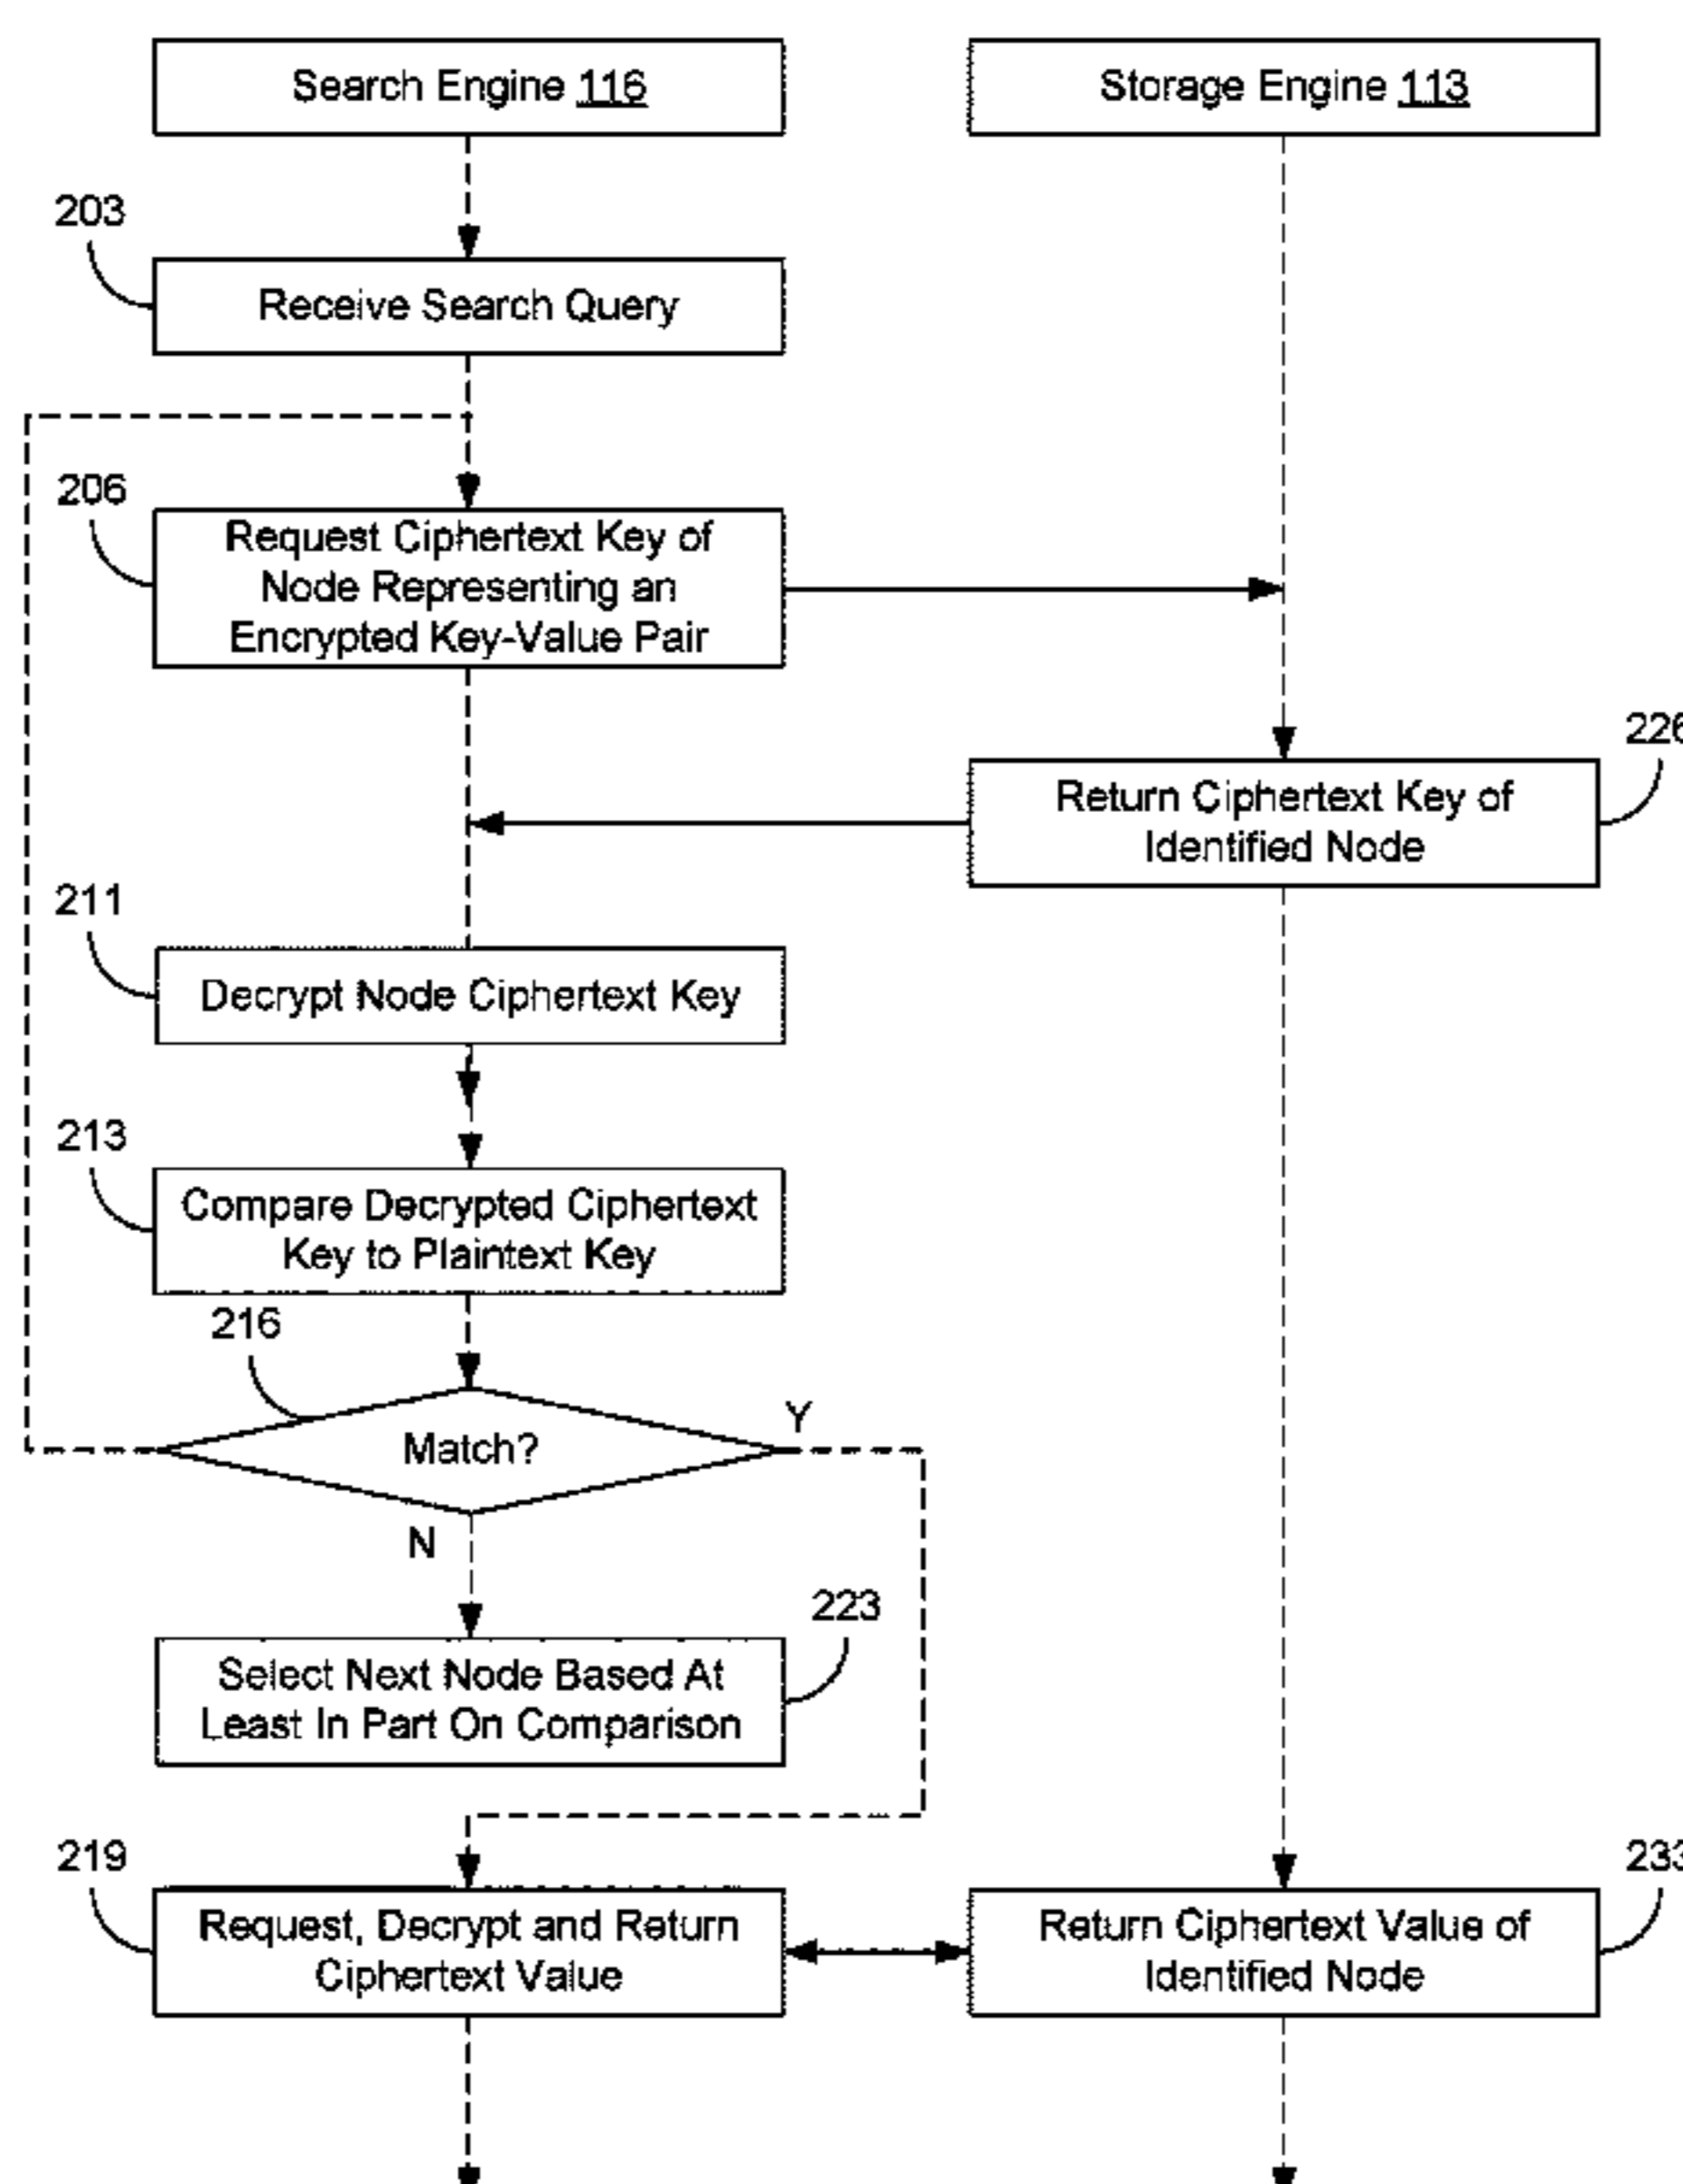 Search Engine 116
Storage Engine 113
203
Receive Search Query
206
Request Ciphertext Key of
Node Representing an
Encrypted Key-Value Pair
226
Return Ciphertext Key of
Identified Node
211
Decrypt Node Ciphertext Key
213
Compare Decrypted Ciphertext
Key to Plaintext Key
216
Match?
Y
N
223
Select Next Node Based At
Least In Part On Comparison
219
Request, Decrypt and Return
Ciphertext Value
233
Return Ciphertext Value of
Identified Node